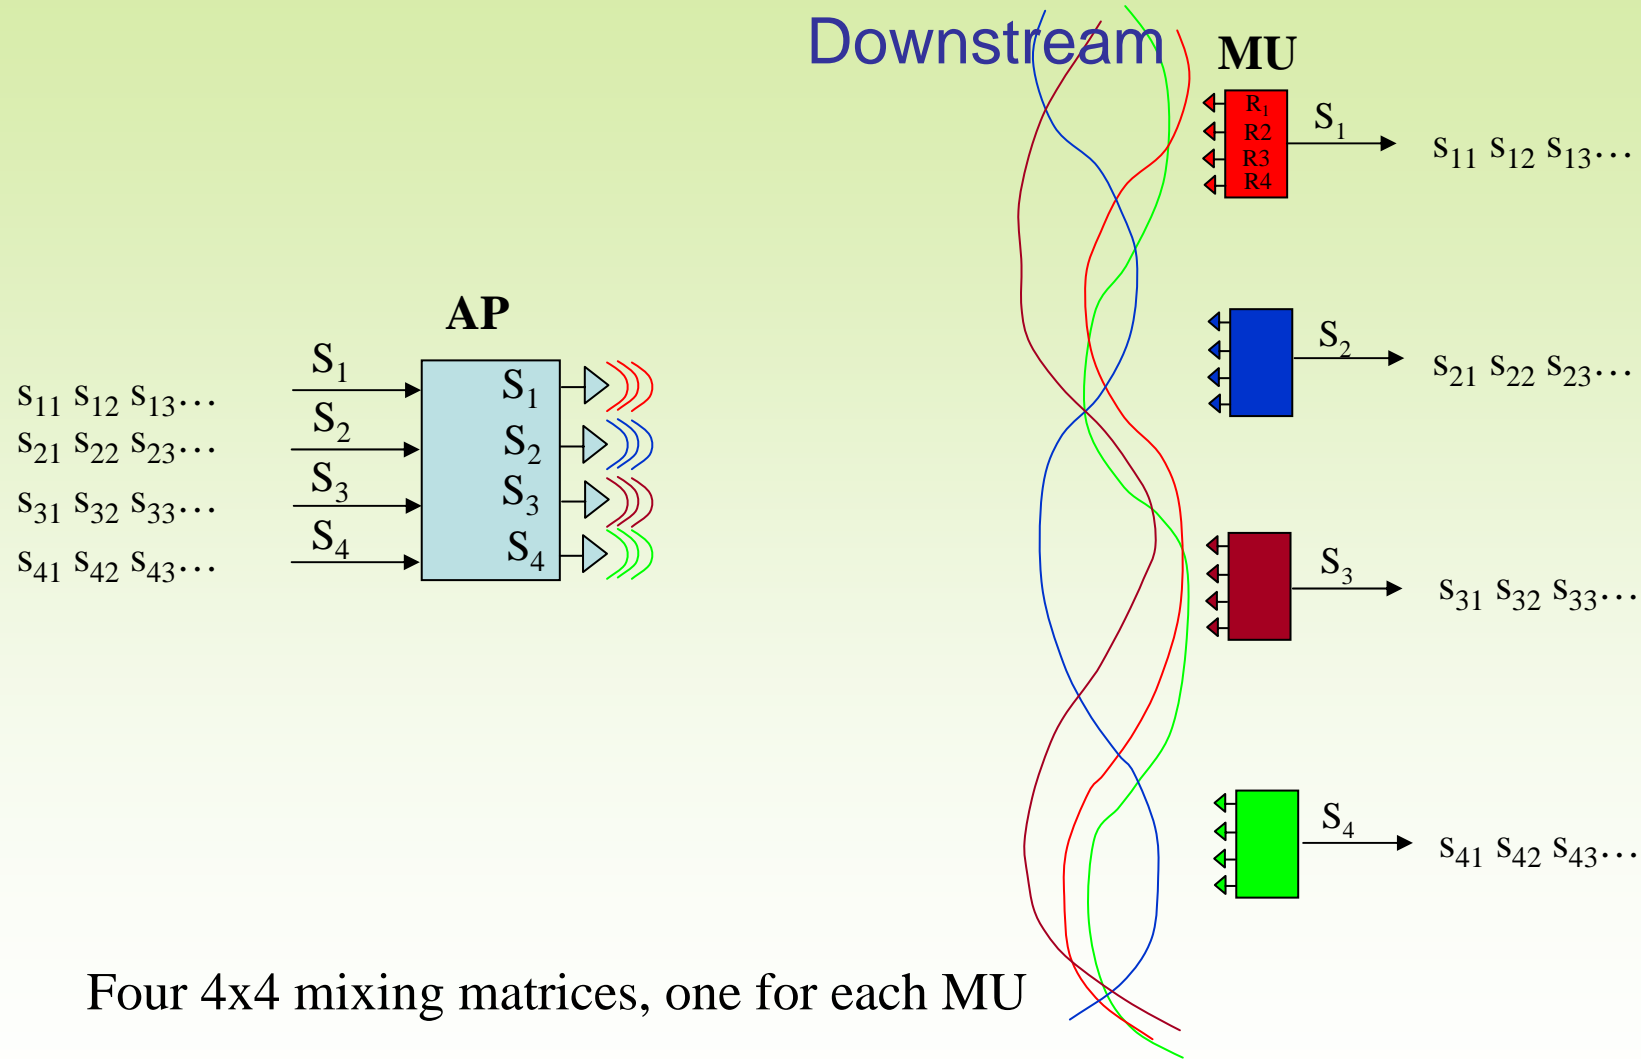 Downstream
MU
R₁
R2
R3
R4
S₁
s₁₁ s₁₂ s₁₃…
AP
S₁
s₁₁ s₁₂ s₁₃…
S₁
S₂
s₂₁ s₂₂ s₂₃…
S₂
S₃
s₃₁ s₃₂ s₃₃…
S₃
S₄
s₄₁ s₄₂ s₄₃…
S₄
S₂
s₂₁ s₂₂ s₂₃…
S₃
s₃₁ s₃₂ s₃₃…
S₄
s₄₁ s₄₂ s₄₃…
Four 4x4 mixing matrices, one for each MU